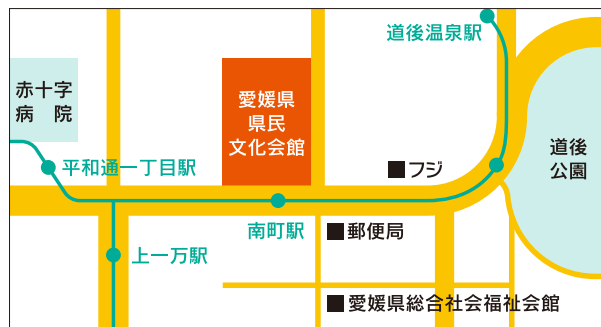 道後温泉駅
赤十字
病 院
愛媛県
県民
文化会館
道後
公園
平和通一丁目駅
フジ
南町駅
郵便局
上一万駅
愛媛県総合社会福祉会館